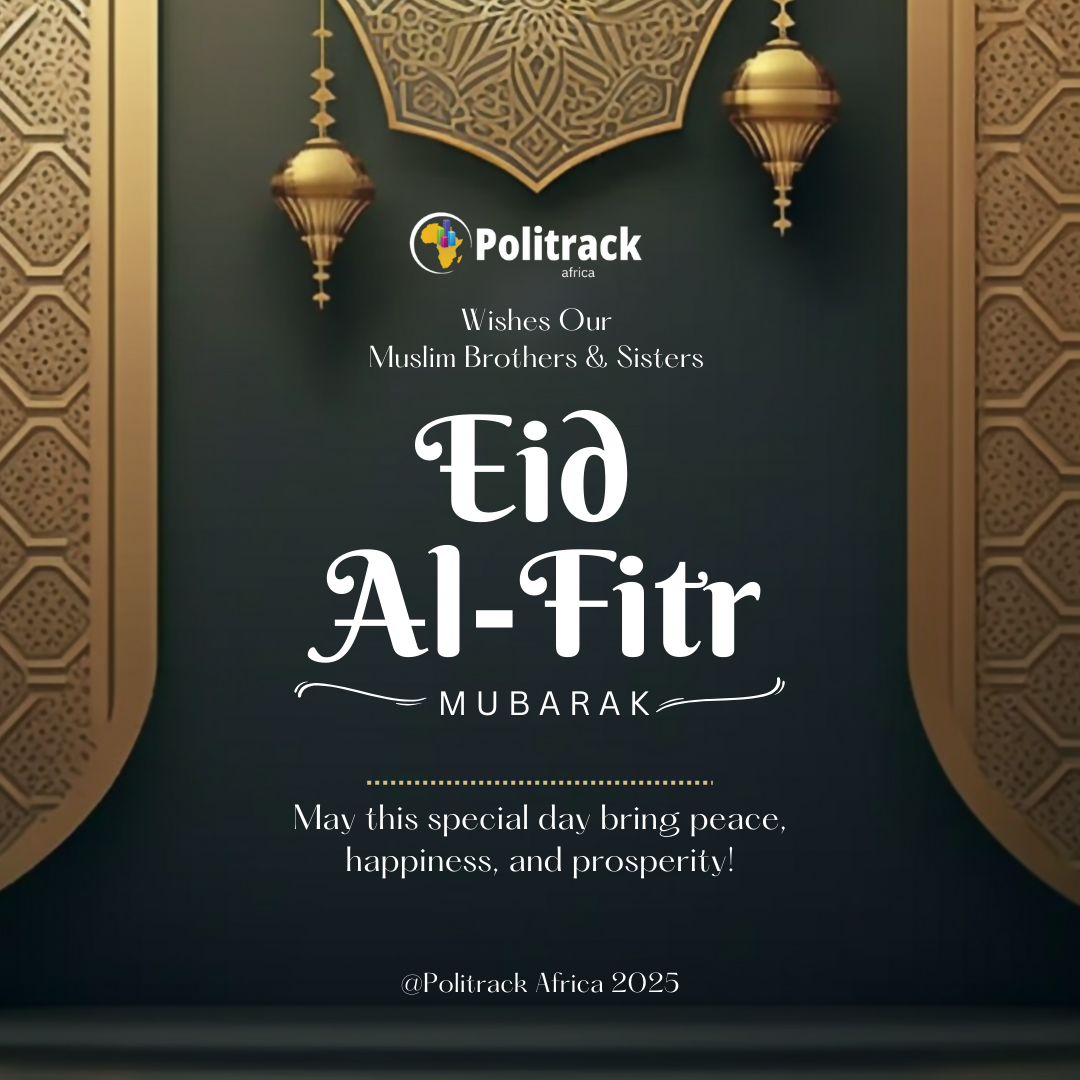 Politrack
africa
Wishes Our
Muslim Brothers & Sisters
Eid
Al-Fitr
MUBARAK
May this special day bring peace,
happiness, and prosperity!
@Politrack Africa 2025